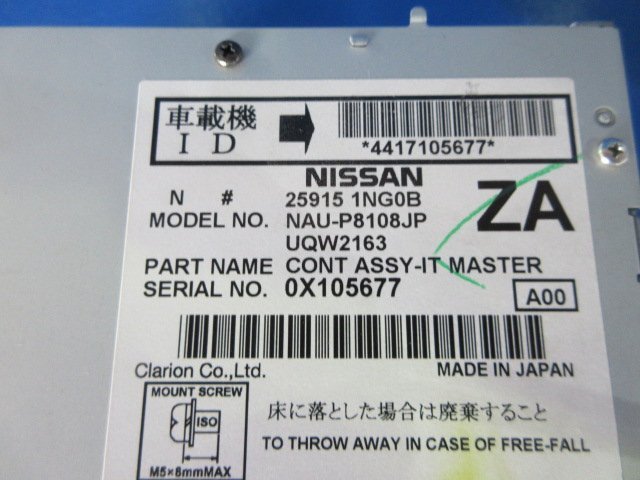 車載機
ID
*4417105677*
NISSAN
N # 25915 1NG0B
ZA
MODEL NO. NAU-P8108JP
UQW2163
PART NAME CONT ASSY-IT MASTER
SERIAL NO. 0X105677
A00
Clarion Co.,Ltd.
MADE IN JAPAN
MOUNT SCREW
ISO
M5×8mmMAX
床に落とした場合は廃棄すること
TO THROW AWAY IN CASE OF FREE-FALL